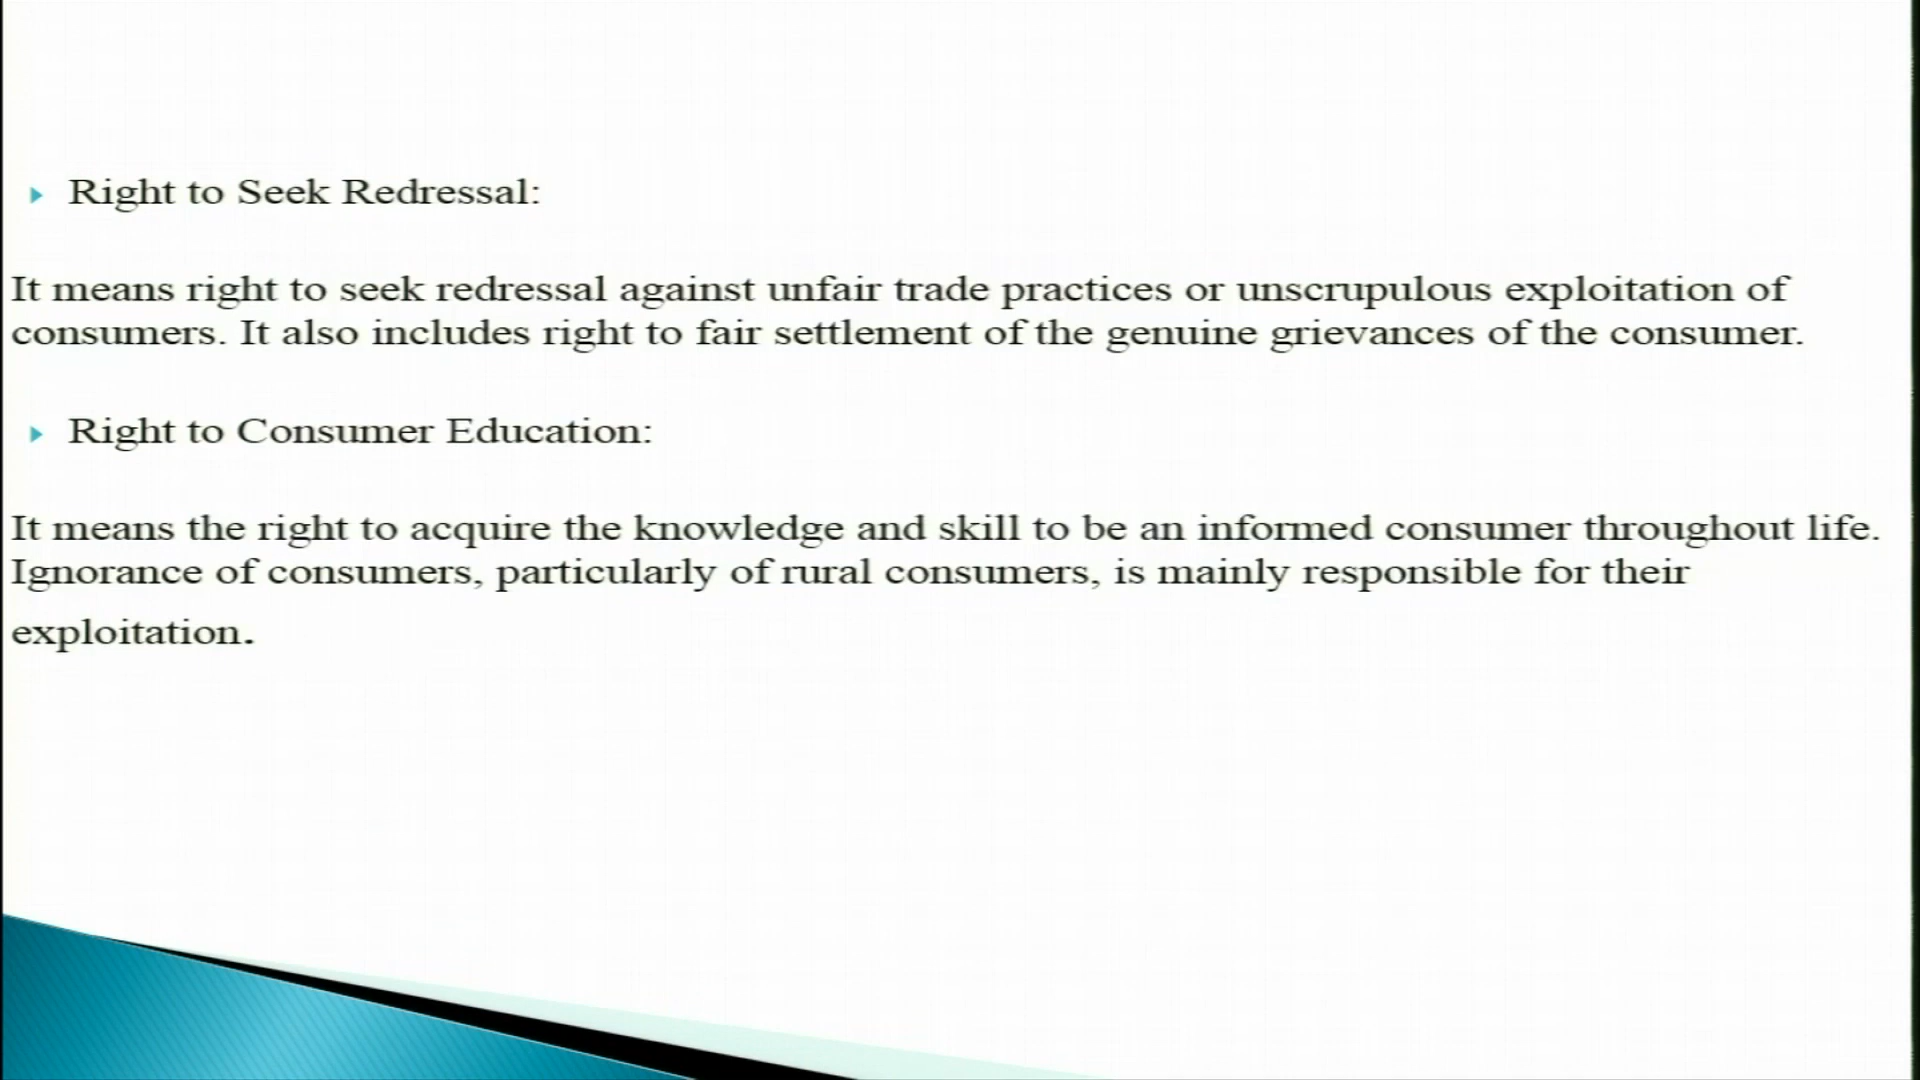 Right to Seek Redressal:
It means right to seek redressal against unfair trade practices or unscrupulous exploitation of
consumers. It also includes right to fair settlement of the genuine grievances of the consumer.
Right to Consumer Education:
It means the right to acquire the knowledge and skill to be an informed consumer throughout life.
Ignorance of consumers, particularly of rural consumers, is mainly responsible for their
exploitation.